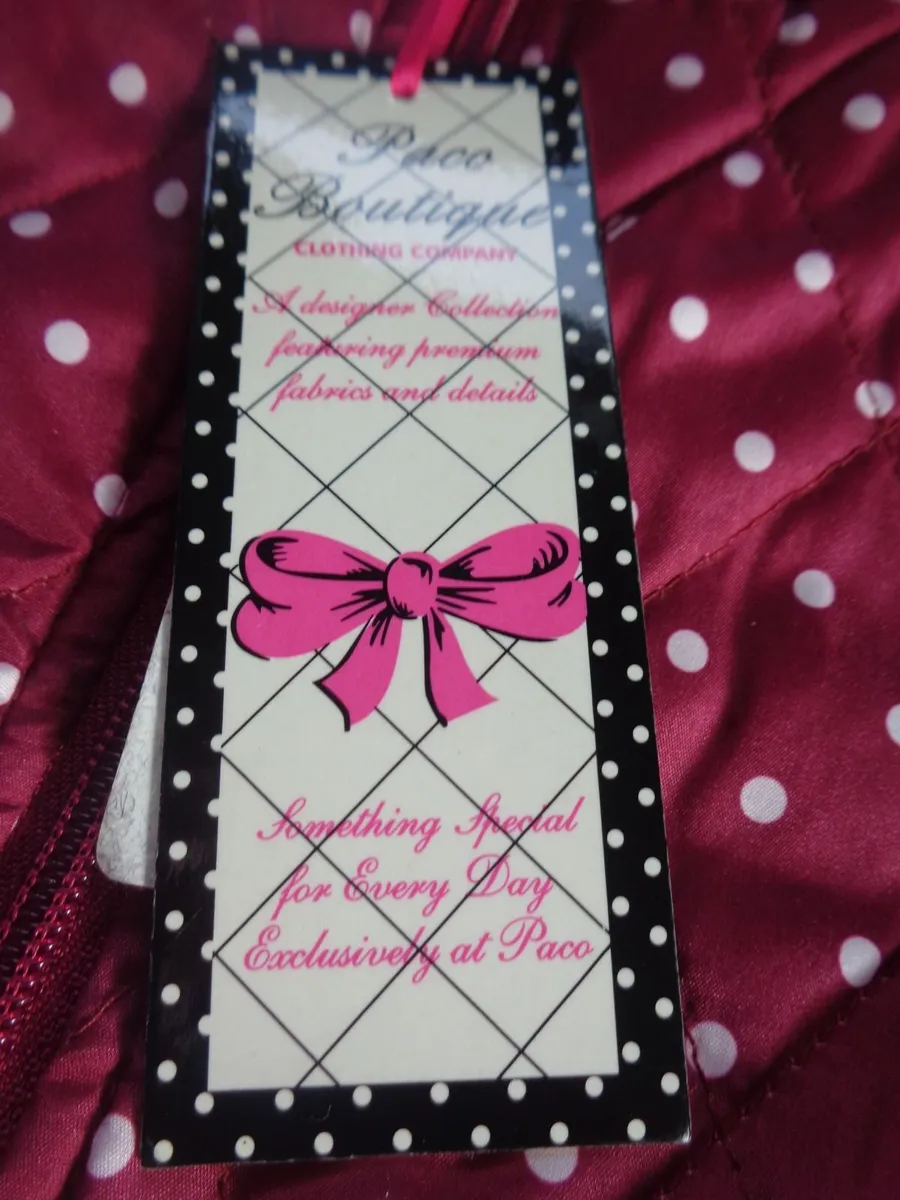 Paco
Boutique
CLOTHING COMPANY
A designer Collection
featuring premium
fabrics and details
Something Special
for Every Day
Exclusively at Paco